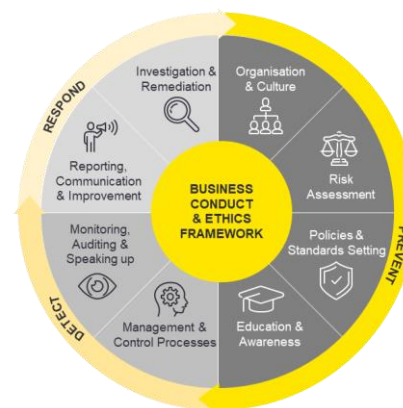 BUSINESS
CONDUCT
& ETHICS
FRAMEWORK
PREVENT
Organisation
& Culture
Risk
Assessment
Policies &
Standards Setting
Education &
Awareness
DETECT
Management &
Control Processes
Monitoring,
Auditing &
Speaking up
RESPOND
Reporting,
Communication
& Improvement
Investigation &
Remediation